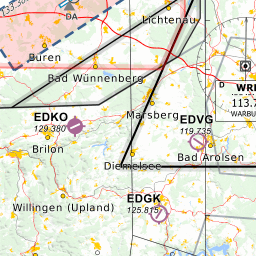 DA
Lichtenau
Büren
Bad Wünnenberg
D
WR
113.7
WARBU
EDKO
129.380
Marsberg
EDVG
119.735
Brilon
Bad Arolsen
Diemelsee
Willingen (Upland)
EDGK
125.815